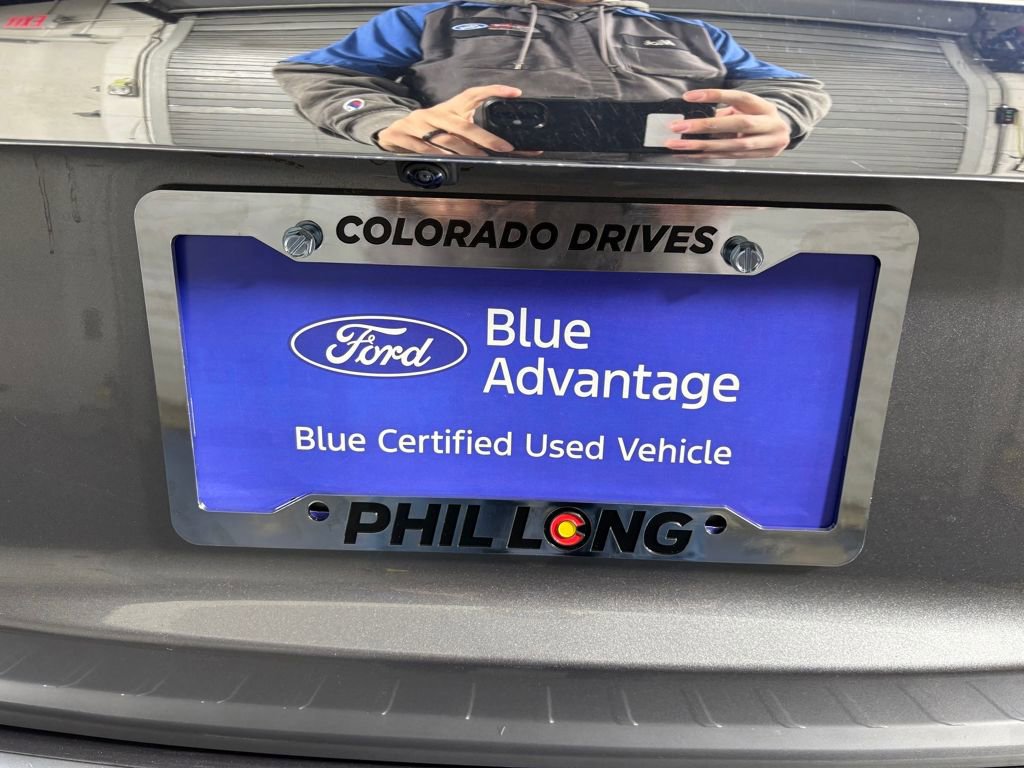 COLORADO DRIVES
Ford
Blue
Advantage
Blue Certified Used Vehicle
PHIL LONG